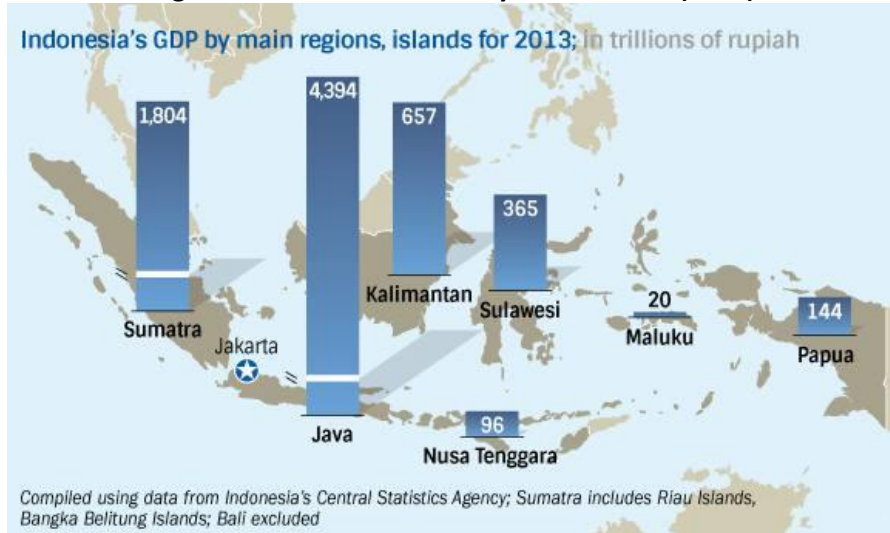 Indonesia's GDP by main regions, islands for 2013; in trillions of rupiah
1,804
4,394
657
365
20
144
96
Sumatra
Jakarta
Java
Kalimantan
Sulawesi
Maluku
Papua
Nusa Tenggara
Compiled using data from Indonesia's Central Statistics Agency; Sumatra includes Riau Islands,
Bangka Belitung Islands; Bali excluded